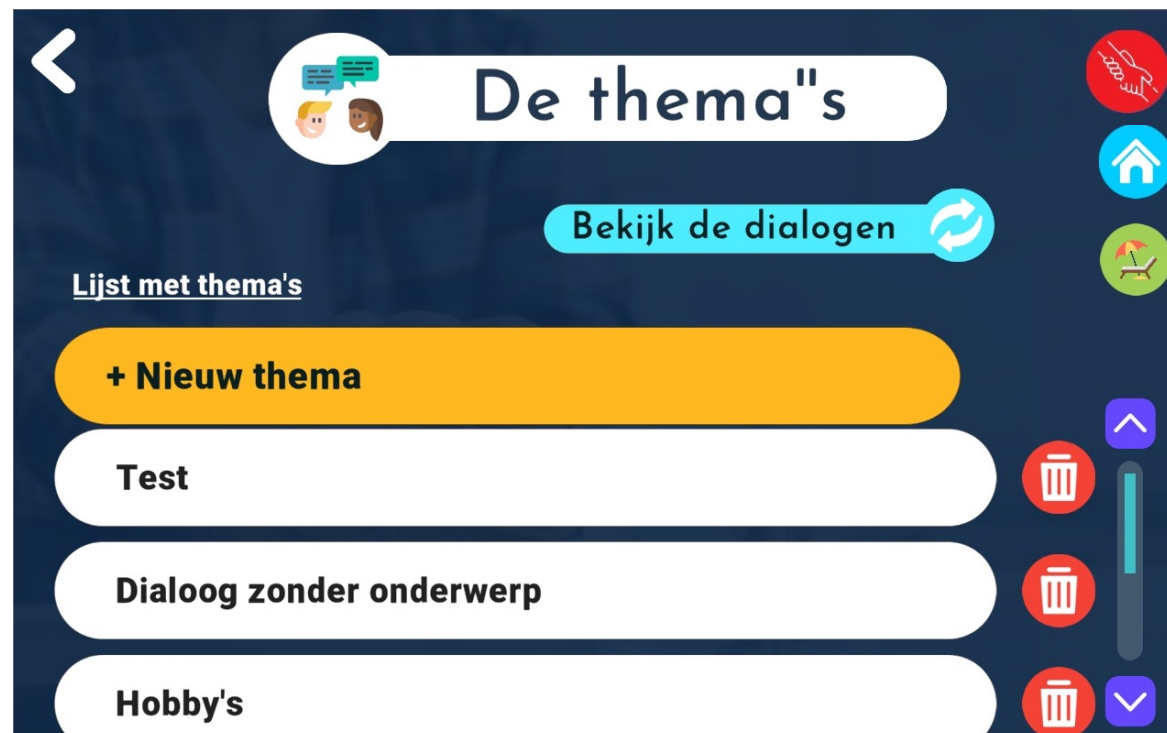 De thema"s
Bekijk de dialogen
Lijst met thema's
+ Nieuw thema
Test
Dialoog zonder onderwerp
Hobby's